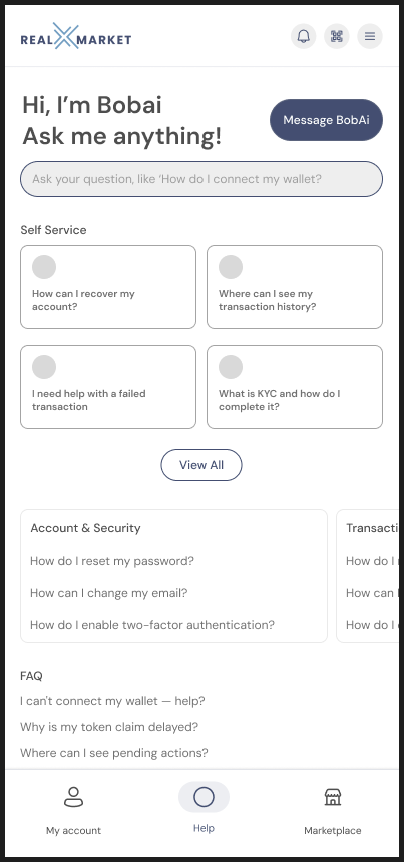 REAL MARKET
Hi, I’m Bobai
Ask me anything!
Message BobAi
Ask your question, like ‘How do I connect my wallet?
Self Service
How can I recover my
account?
Where can I see my
transaction history?
I need help with a failed
transaction
What is KYC and how do I
complete it?
View All
Account & Security
How do I reset my password?
How can I change my email?
How do I enable two-factor authentication?
Transacti
How do I
How can I
How do I
FAQ
I can't connect my wallet — help?
Why is my token claim delayed?
Where can I see pending actions?
My account
Help
Marketplace